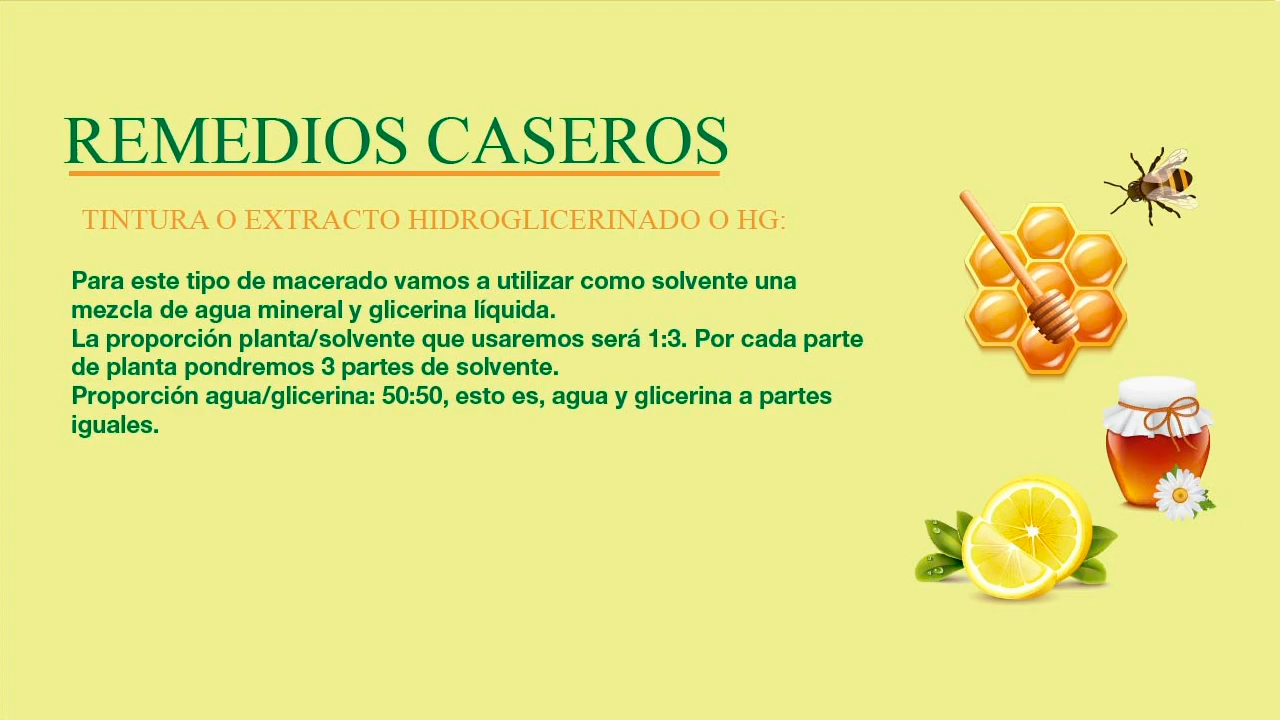 REMEDIOS CASEROS
TINTURA O EXTRACTO HIDROGLICERINADO O HG:
Para este tipo de macerado vamos a utilizar como solvente una
mezcla de agua mineral y glicerina líquida.
La proporción planta/solvente que usaremos será 1:3. Por cada parte
de planta pondremos 3 partes de solvente.
Proporción agua/glicerina: 50:50, esto es, agua y glicerina a partes
iguales.